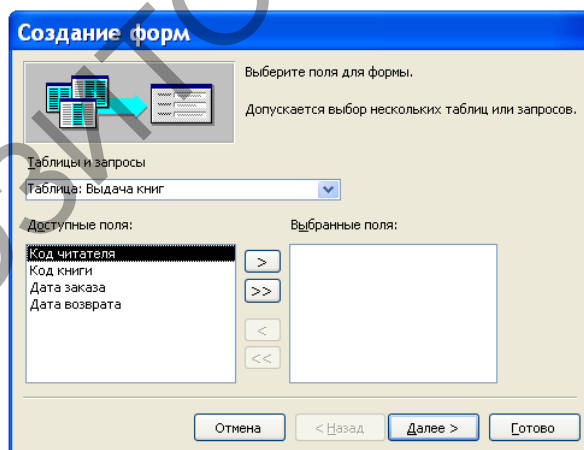 Создание форм
Выберите поля для формы.
Допускается выбор нескольких таблиц или запросов.
Таблицы и запросы
Таблица: Выдача книг
Доступные поля:
Выбранные поля:
Код читателя
Код книги
Дата заказа
Дата возврата
>
>>
<
<<
Отмена
< Назад
Далее >
Готово